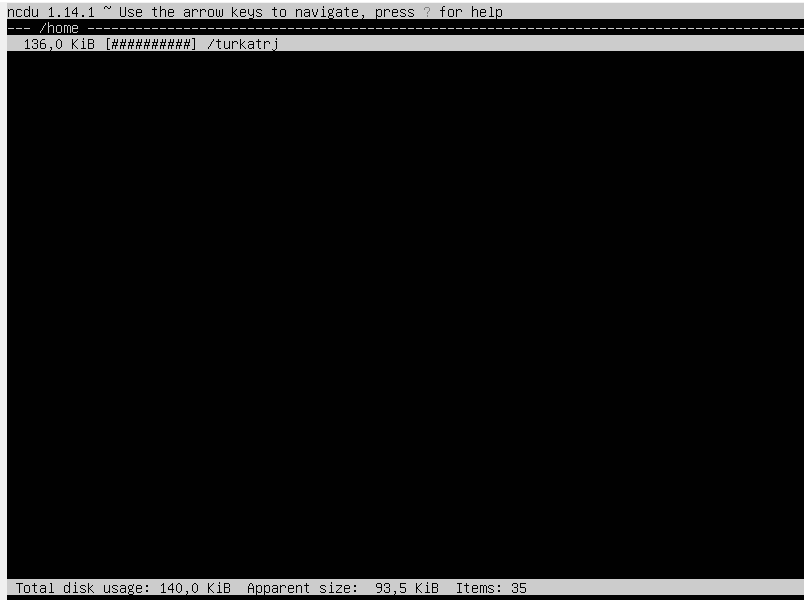 ncdu 1.14.1 ~ Use the arrow keys to navigate, press ? for help
--- /home ------------------------------------------------------------------------------------------
136,0 KiB [##########] /turkatrj
Total disk usage: 140,0 KiB Apparent size: 93,5 KiB Items: 35